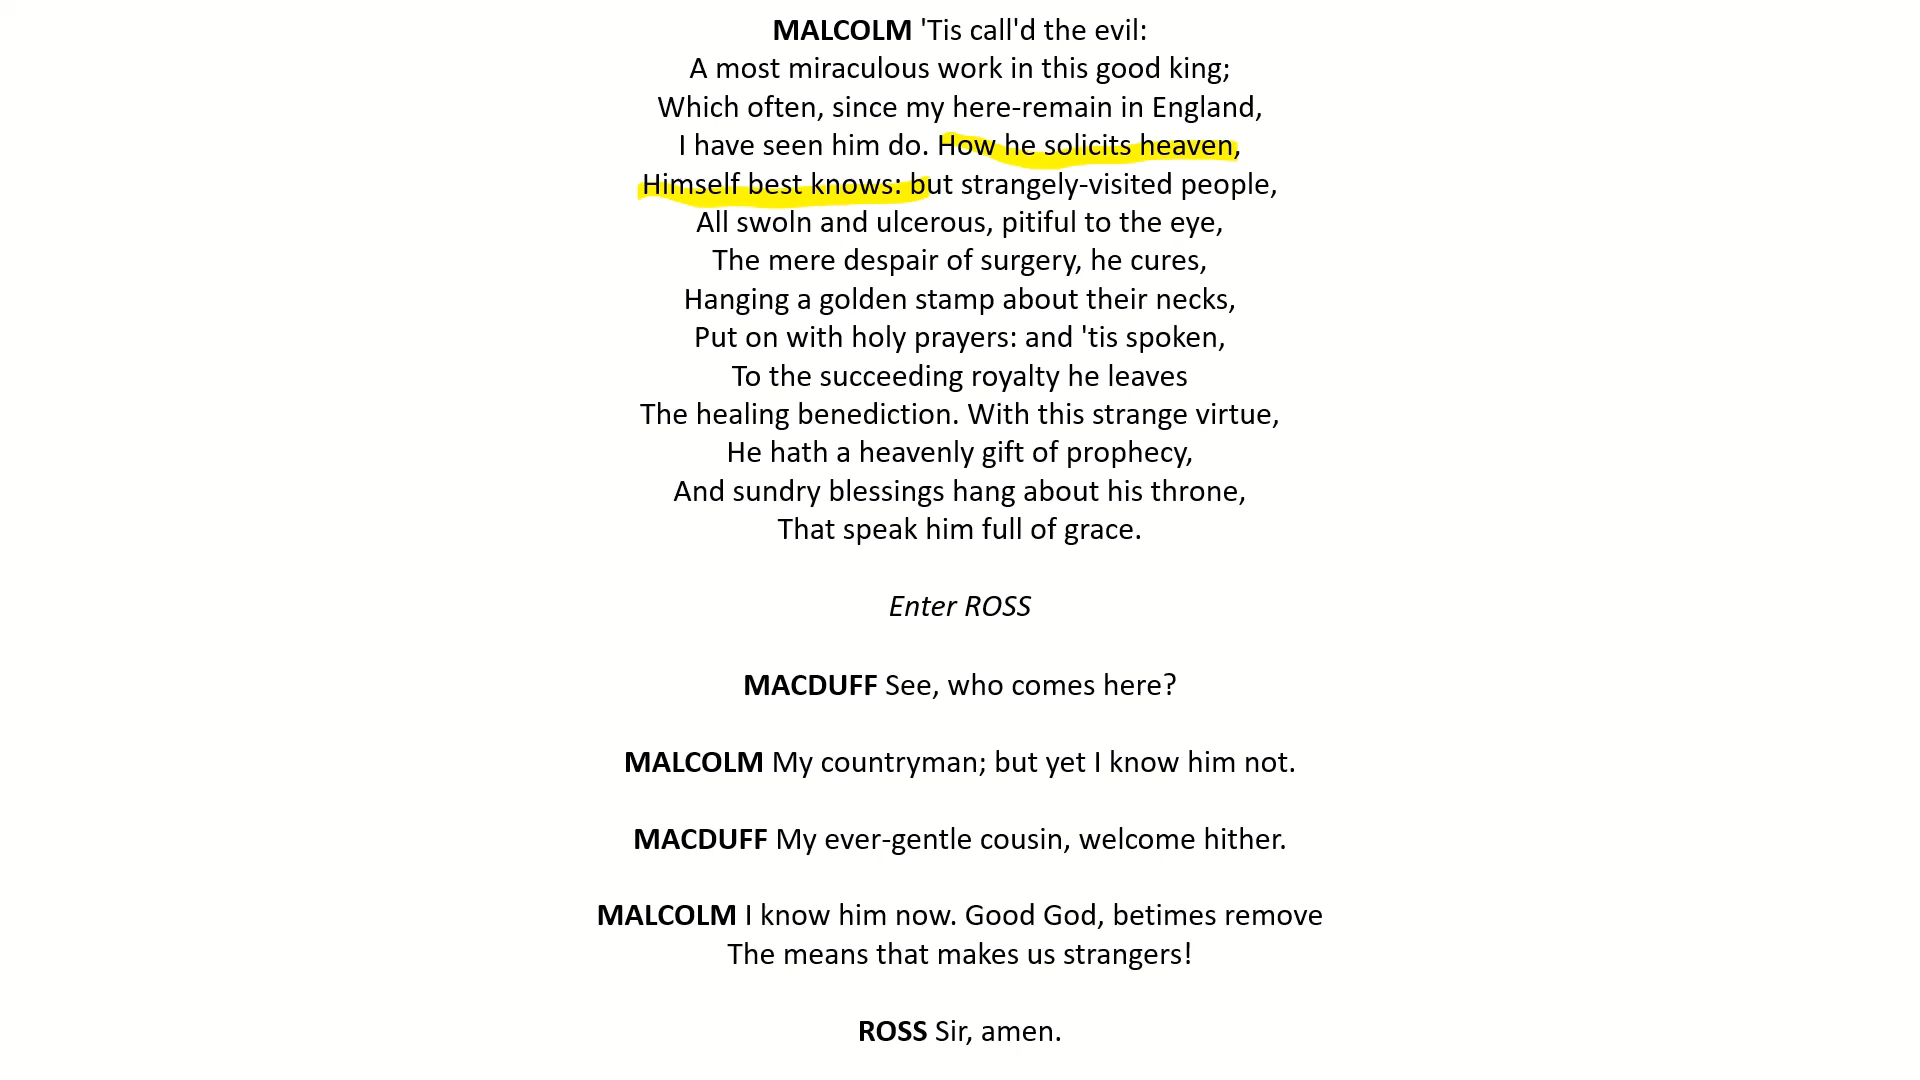 MALCOLM 'Tis call'd the evil:
A most miraculous work in this good king;
Which often, since my here-remain in England,
I have seen him do. How he solicits heaven,
Himself best knows: but strangely-visited people,
All swoln and ulcerous, pitiful to the eye,
The mere despair of surgery, he cures,
Hanging a golden stamp about their necks,
Put on with holy prayers: and 'tis spoken,
To the succeeding royalty he leaves
The healing benediction. With this strange virtue,
He hath a heavenly gift of prophecy,
And sundry blessings hang about his throne,
That speak him full of grace.
Enter ROSS
MACDUFF See, who comes here?
MALCOLM My countryman; but yet I know him not.
MACDUFF My ever-gentle cousin, welcome hither.
MALCOLM I know him now. Good God, betimes remove
The means that makes us strangers!
ROSS Sir, amen.